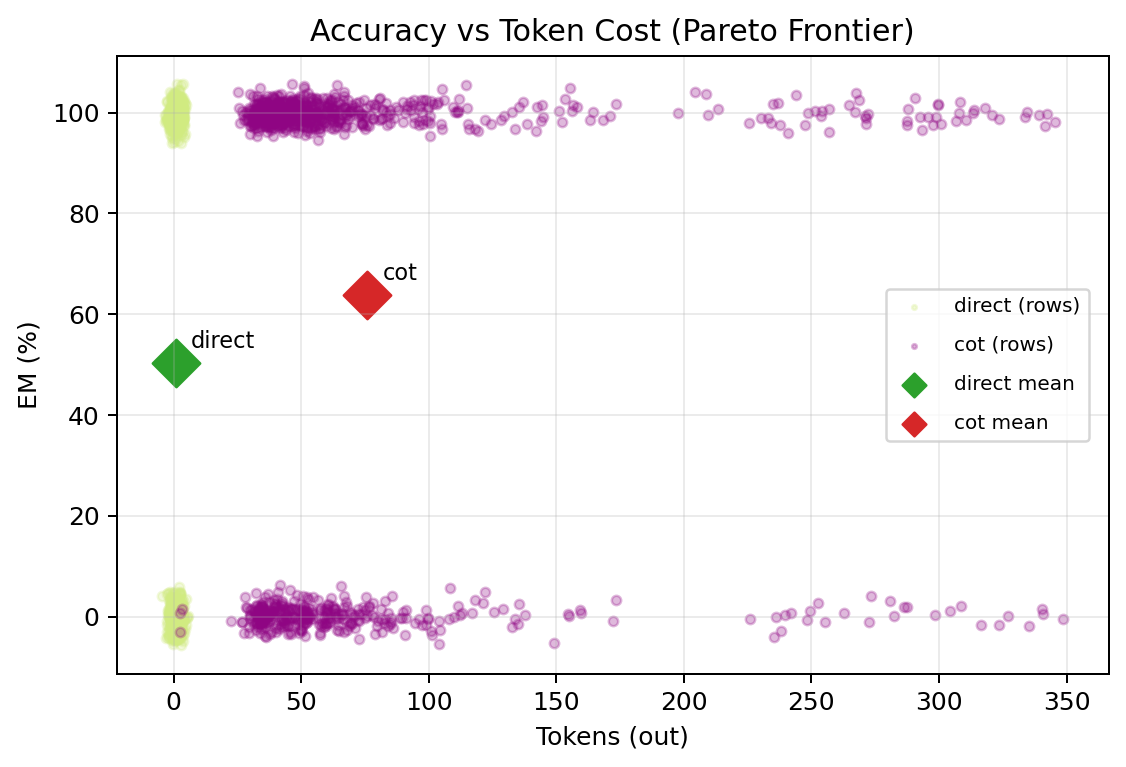 Accuracy vs Token Cost (Pareto Frontier)
100
80
60
40
20
0
EM (%)
cot
direct
direct (rows)
cot (rows)
direct mean
cot mean
0 50 100 150 200 250 300 350
Tokens (out)